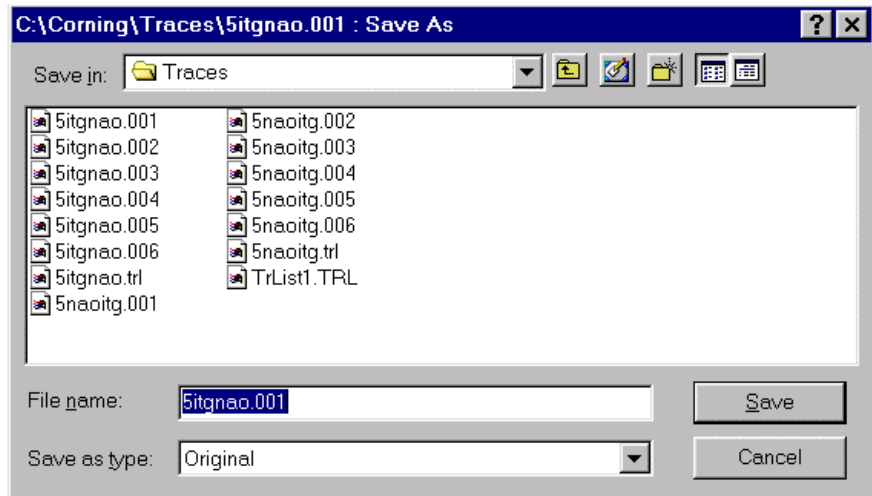 C:\Corning\Traces\5itgnao.001 : Save As
Save in: Traces
5itgnao.001
5itgnao.002
5itgnao.003
5itgnao.004
5itgnao.005
5itgnao.006
5itgnao.trl
5naoitg.001
5naoitg.002
5naoitg.003
5naoitg.004
5naoitg.005
5naoitg.006
5naoitg.trl
TrList1.TRL
File name: 5itgnao.001
Save
Save as type: Original
Cancel